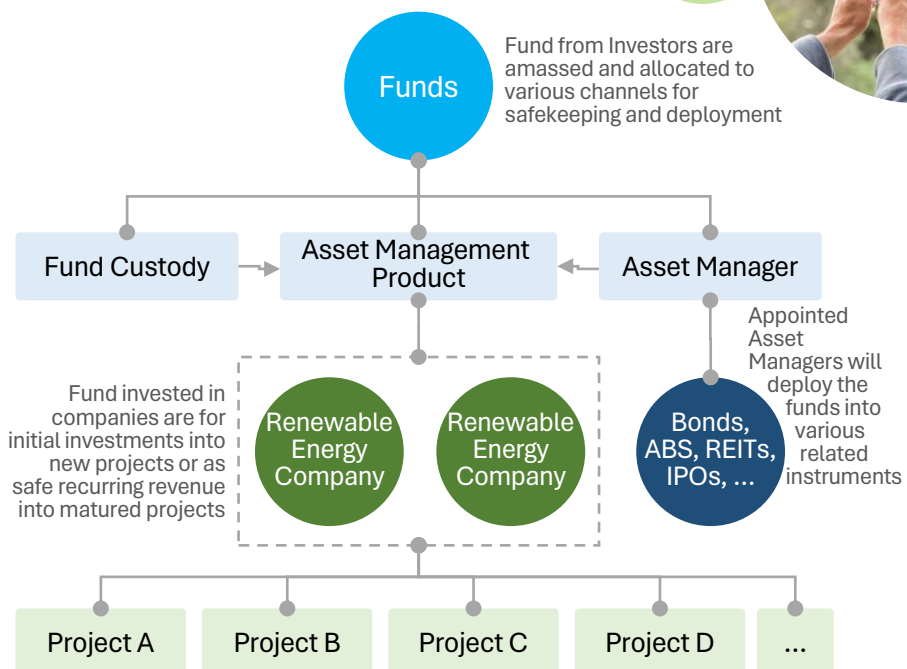 Funds
Fund from Investors are
amassed and allocated to
various channels for
safekeeping and deployment
Fund Custody
Asset Management
Product
Asset Manager
Fund invested in
companies are for
initial investments into
new projects or as
safe recurring revenue
into matured projects
Renewable
Energy
Company
Renewable
Energy
Company
Bonds,
ABS, REITs,
IPOs, ...
Appointed
Asset
Managers will
deploy the
funds into
various
related
instruments
Project A
Project B
Project C
Project D
...